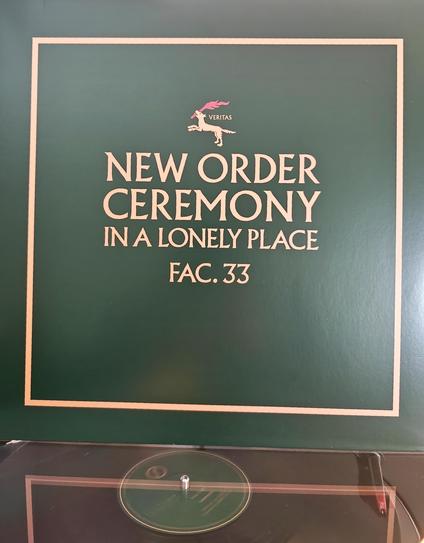 VERITAS
NEW ORDER
CEREMONY
IN A LONELY PLACE
FAC. 33